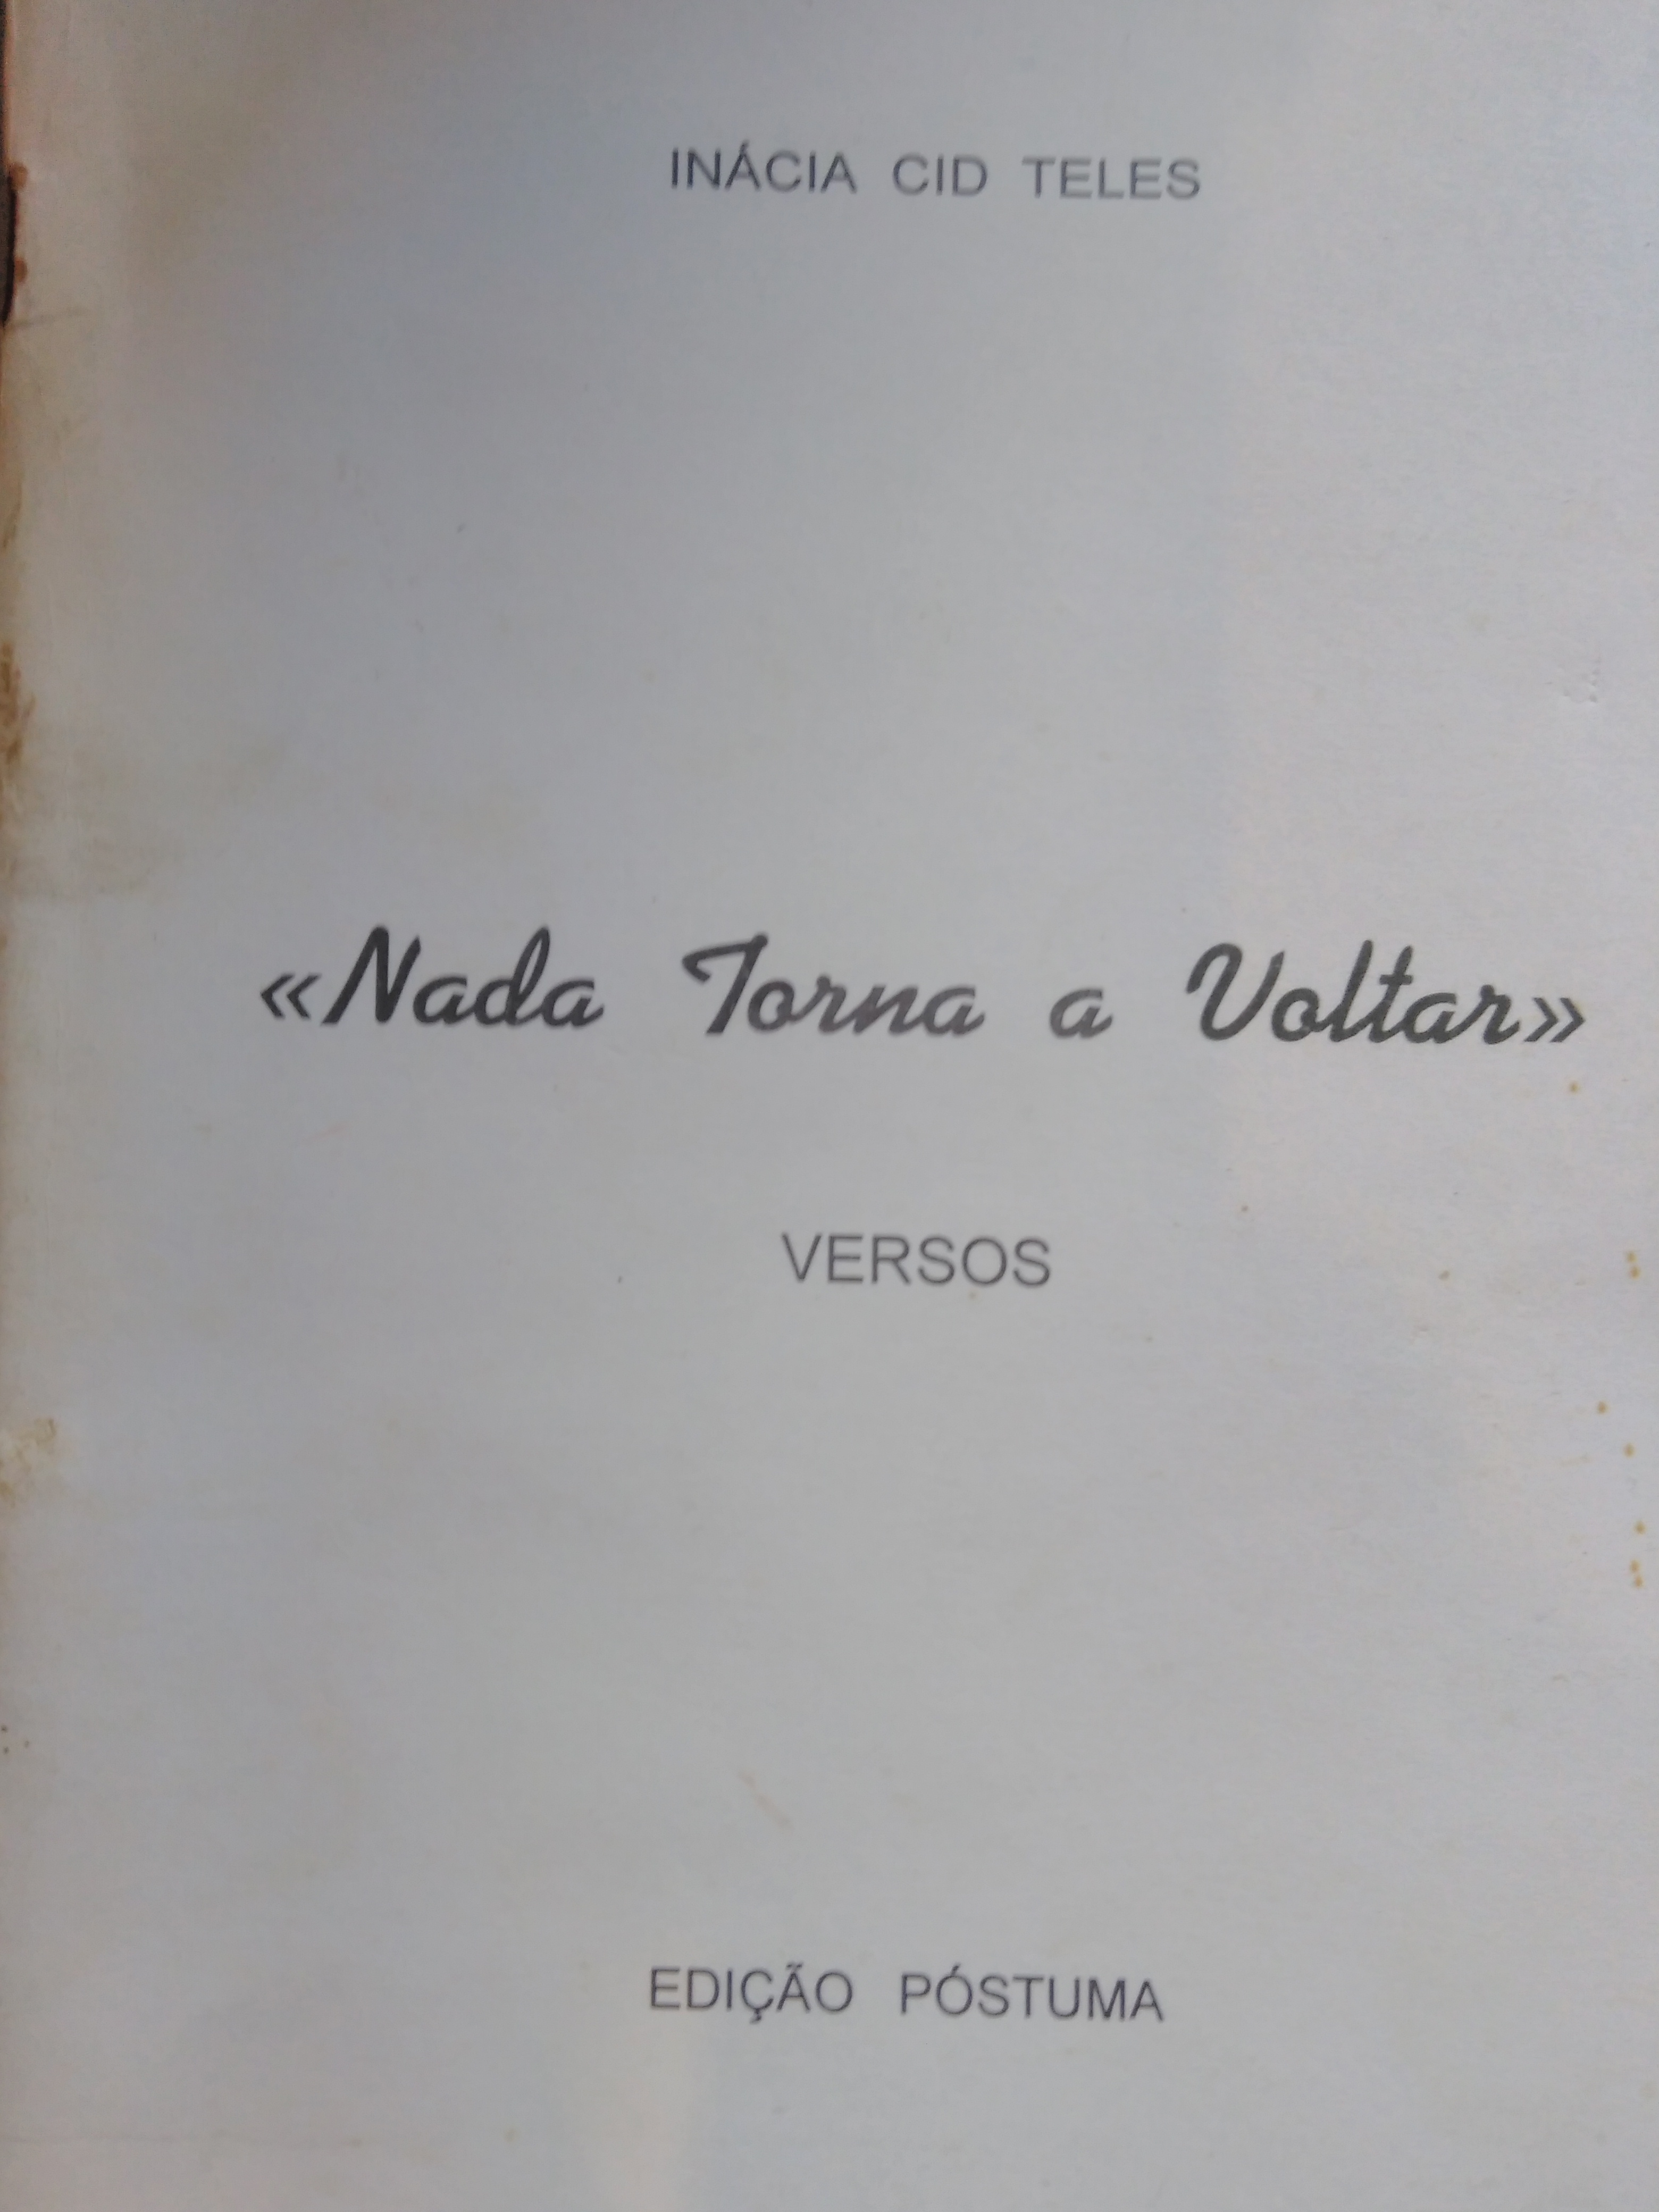 INÁCIA CID TELES
«Nada Torna a Voltar»
VERSOS
EDIÇÃO PÓSTUMA